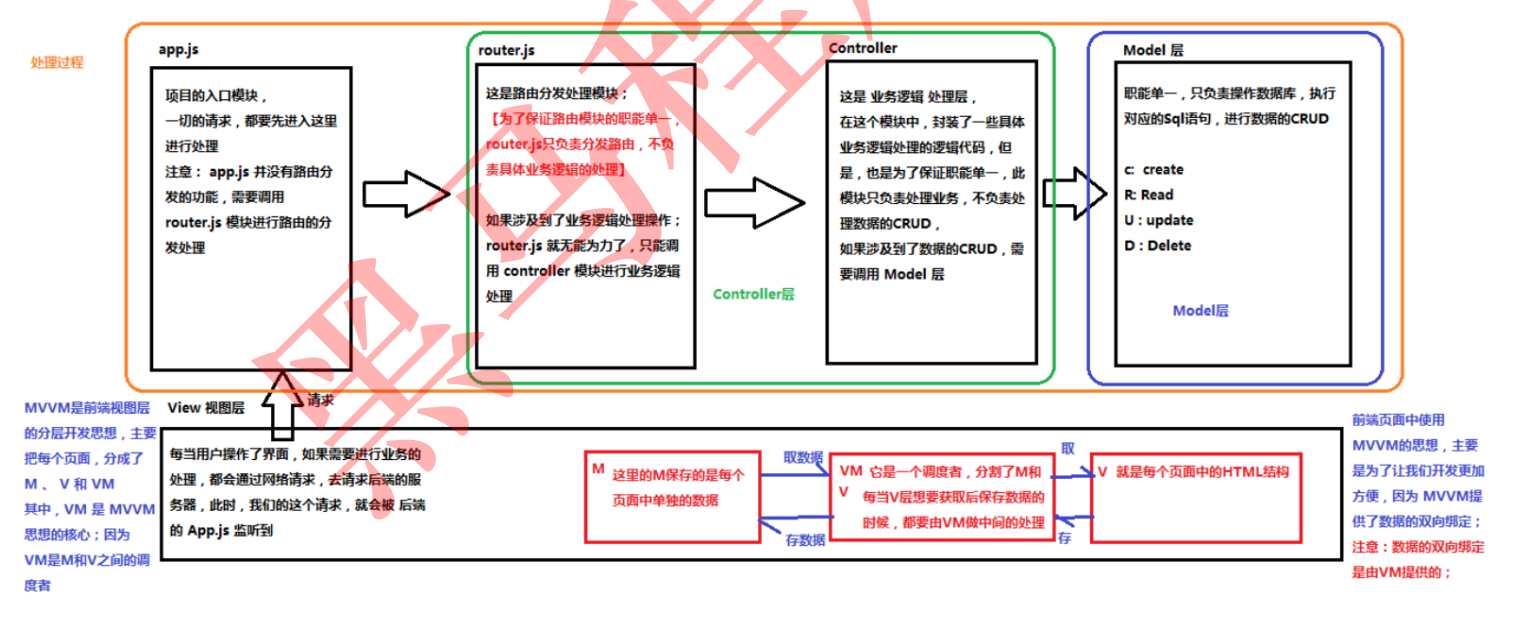 处理过程
app.js
项目的入口模块，
一切的请求，都要先进入这里
进行处理
注意： app.js 并没有路由分
发的功能，需要调用
router.js 模块进行路由的分
发处理
router.js
这是路由分发处理模块；
【为了保证路由模块的职能单一，
router.js只负责分发路由，不负
责具体业务逻辑的处理】
如果涉及到了业务逻辑处理操作；
router.js 就无能为力了，只能调
用 controller 模块进行业务逻辑
处理
Controller层
Controller
这是 业务逻辑 处理层，
在这个模块中，封装了一些具体
业务逻辑处理的逻辑代码，但
是，也是为了保证职能单一，此
模块只负责处理业务，不负责处
理数据的CRUD，
如果涉及到了数据的CRUD，需
要调用 Model 层
Model 层
职能单一，只负责操作数据库，执行
对应的Sql语句，进行数据的CRUD
c: create
R: Read
U : update
D : Delete
Model层
请求
MVVM是前端视图层
的分层开发思想，主要
把每个页面，分成了
M 、 V 和 VM
其中，VM 是 MVVM
思想的核心；因为
VM是M和V之间的调
度者
View 视图层
每当用户操作了界面，如果需要进行业务的
处理，都会通过网络请求，去请求后端的服
务器，此时，我们的这个请求，就会被 后端
的 App.js 监听到
M 这里的M保存的是每个
页面中单独的数据
取数据
存数据
VM 它是一个调度者，分割了M和
V 每当V层想要获取后保存数据的
时候，都要由VM做中间的处理
取
存
V 就是每个页面中的HTML结构
前端页面中使用
MVVM的思想，主要
是为了让我们开发更加
方便，因为 MVVM提
供了数据的双向绑定；
注意：数据的双向绑定
是由VM提供的；
黑马程